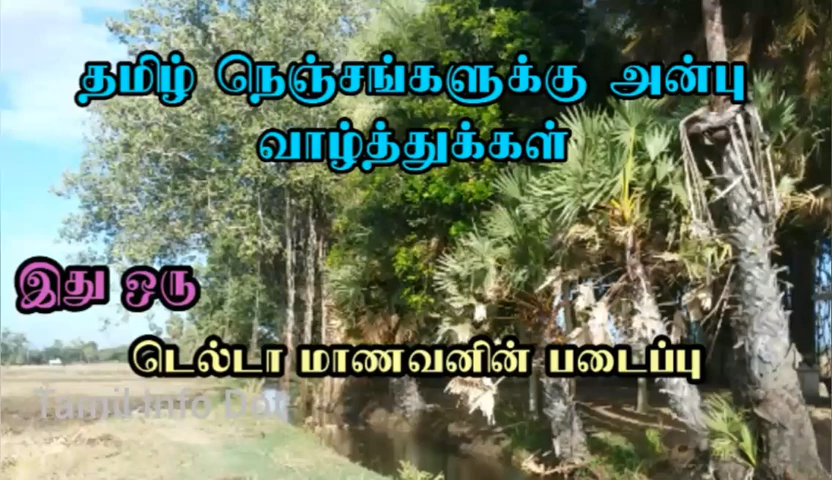 தமிழ் நெஞ்சங்களுக்கு அன்பு
வாழ்த்துக்கள்
இது ஒரு
டெல்டா மாணவனின் படைப்பு
Tamil Info Dot